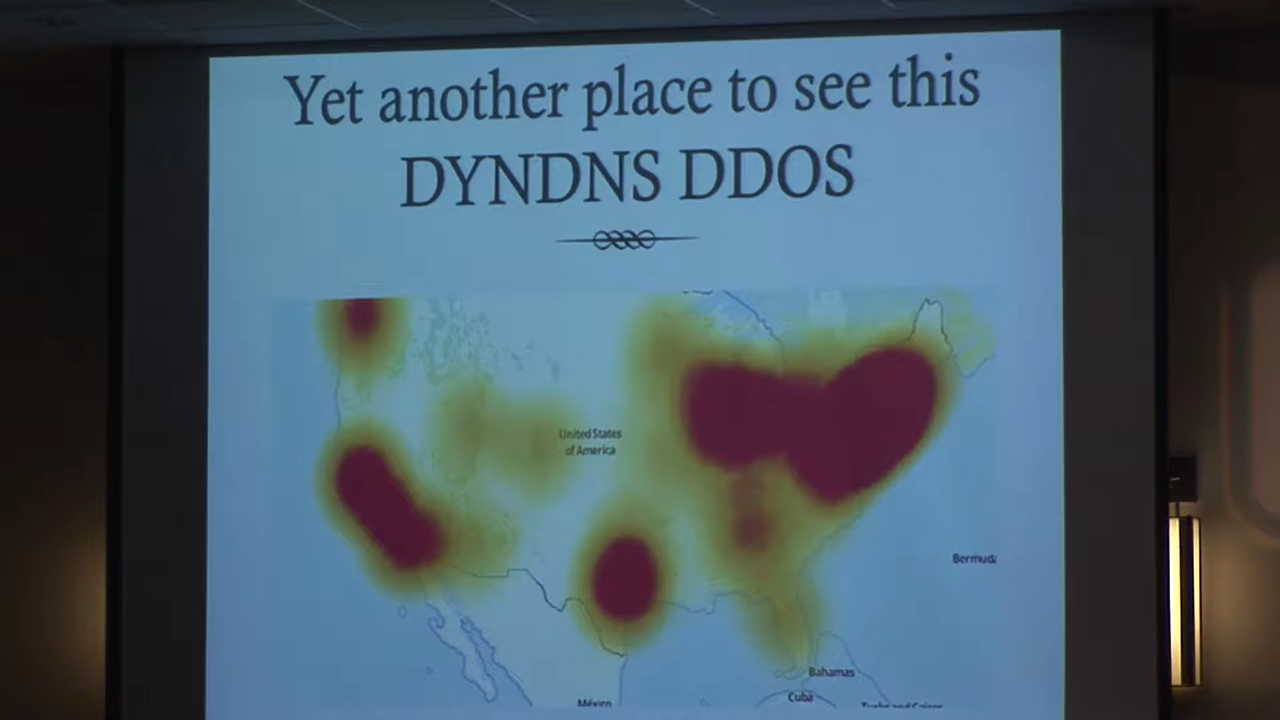 Yet another place to see this
DYNDNS DDOS
United States
of America
Bermuda
Bahamas
Cuba
México